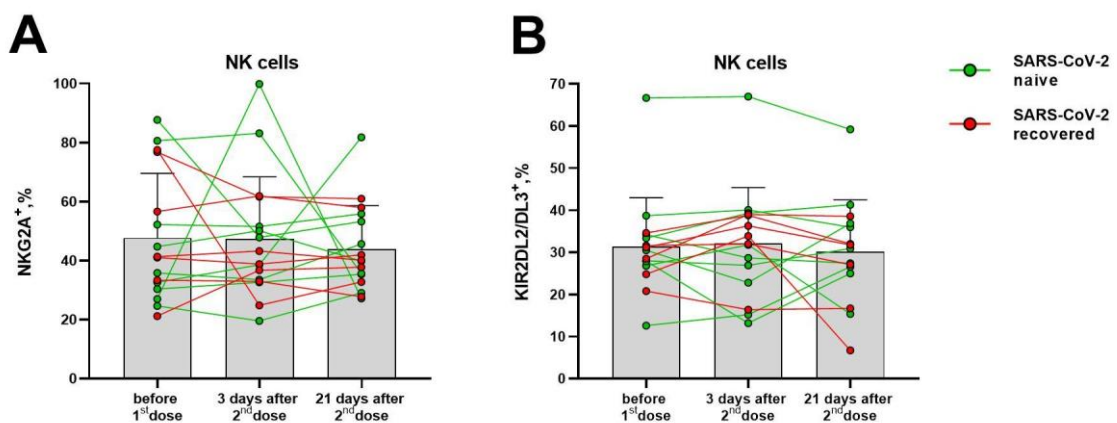 A
NK cells
NKG2A+,%
100
80
60
40
20
0
before
1st dose
3 days after
2nd dose
21 days after
2nd dose
B
NK cells
KIR2DL2/DL3+,%
70
60
50
40
30
20
10
0
before
1st dose
3 days after
2nd dose
21 days after
2nd dose
SARS-CoV-2
naive
SARS-CoV-2
recovered